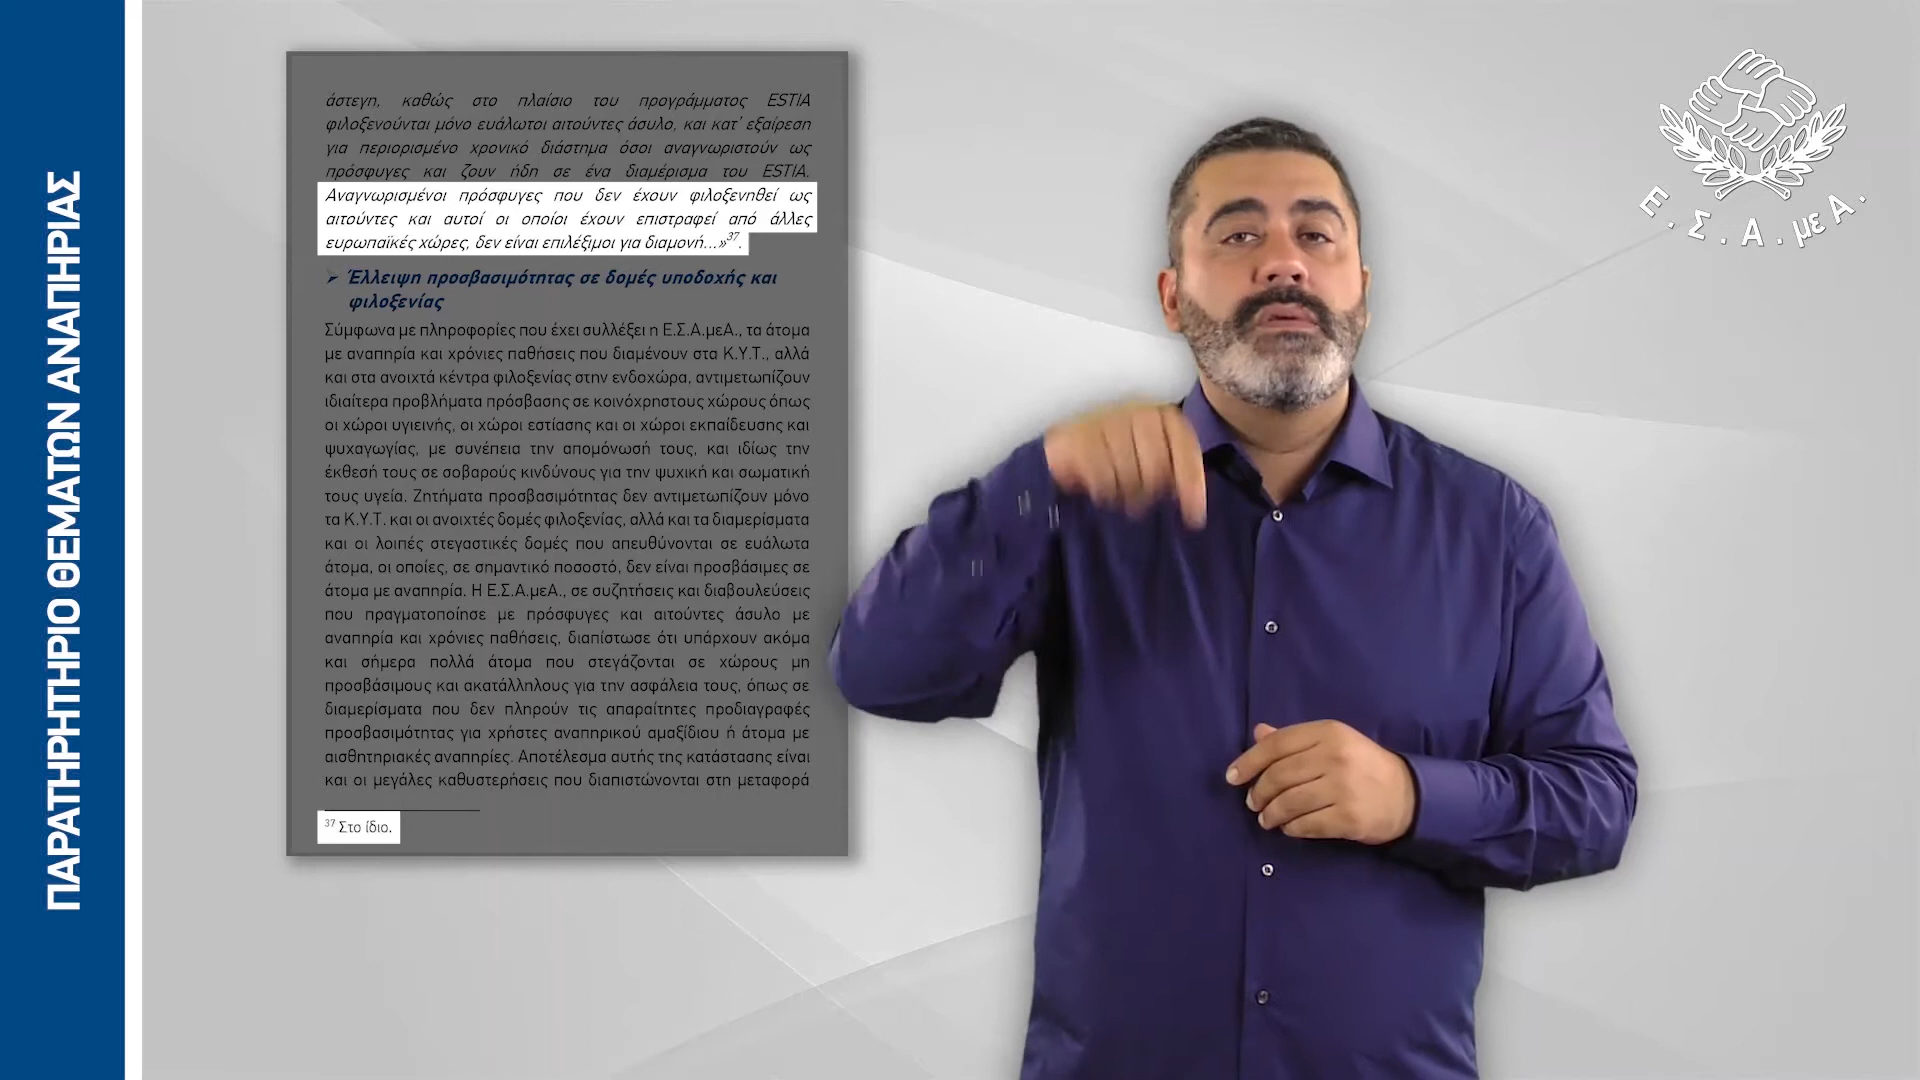 ΠΑΡΑΤΗΡΗΤΗΡΙΟ ΘΕΜΑΤΩΝ ΑΝΑΠΗΡΙΑΣ
άστεγη, καθώς στο πλαίσιο του προγράμματος ESTIA
φιλοξενούνται μόνο ευάλωτοι αιτούντες άσυλο, και κατ' εξαίρεση
για περιορισμένο χρονικό διάστημα όσοι αναγνωριστούν ως
πρόσφυγες και ζουν ήδη σε ένα διαμέρισμα του ESTIA.
Αναγνωρισμένοι πρόσφυγες που δεν έχουν φιλοξενηθεί ως
αιτούντες και αυτοί οι οποίοι έχουν επιστραφεί από άλλες
ευρωπαϊκές χώρες, δεν είναι επιλέξιμοι για διαμονή...»37.
➢ Έλλειψη προσβασιμότητας σε δομές υποδοχής και
φιλοξενίας
Σύμφωνα με πληροφορίες που έχει συλλέξει η Ε.Σ.Α.μεΑ., τα άτομα
με αναπηρία και χρόνιες παθήσεις που διαμένουν στα Κ.Υ.Τ., αλλά
και στα ανοιχτά κέντρα φιλοξενίας στην ενδοχώρα, αντιμετωπίζουν
ιδιαίτερα προβλήματα πρόσβασης σε κοινόχρηστους χώρους όπως
οι χώροι υγιεινής, οι χώροι εστίασης και οι χώροι εκπαίδευσης και
ψυχαγωγίας, με συνέπεια την απομόνωσή τους, και ιδίως την
έκθεσή τους σε σοβαρούς κινδύνους για την ψυχική και σωματική
τους υγεία. Ζητήματα προσβασιμότητας δεν αντιμετωπίζουν μόνο
τα Κ.Υ.Τ. και οι ανοιχτές δομές φιλοξενίας, αλλά και τα διαμερίσματα
και οι λοιπές στεγαστικές δομές που απευθύνονται σε ευάλωτα
άτομα, οι οποίες, σε σημαντικό ποσοστό, δεν είναι προσβάσιμες σε
άτομα με αναπηρία. Η Ε.Σ.Α.μεΑ., σε συζητήσεις και διαβουλεύσεις
που πραγματοποίησε με πρόσφυγες και αιτούντες άσυλο με
αναπηρία και χρόνιες παθήσεις, διαπίστωσε ότι υπάρχουν ακόμα
και σήμερα πολλά άτομα που στεγάζονται σε χώρους μη
προσβάσιμους και ακατάλληλους για την ασφάλεια τους, όπως σε
διαμερίσματα που δεν πληρούν τις απαραίτητες προδιαγραφές
προσβασιμότητας για χρήστες αναπηρικού αμαξιδίου ή άτομα με
αισθητηριακές αναπηρίες. Αποτέλεσμα αυτής της κατάστασης είναι
και οι μεγάλες καθυστερήσεις που διαπιστώνονται στη μεταφορά
37 Στο ίδιο.
Ε.Σ.Α.μεΑ.